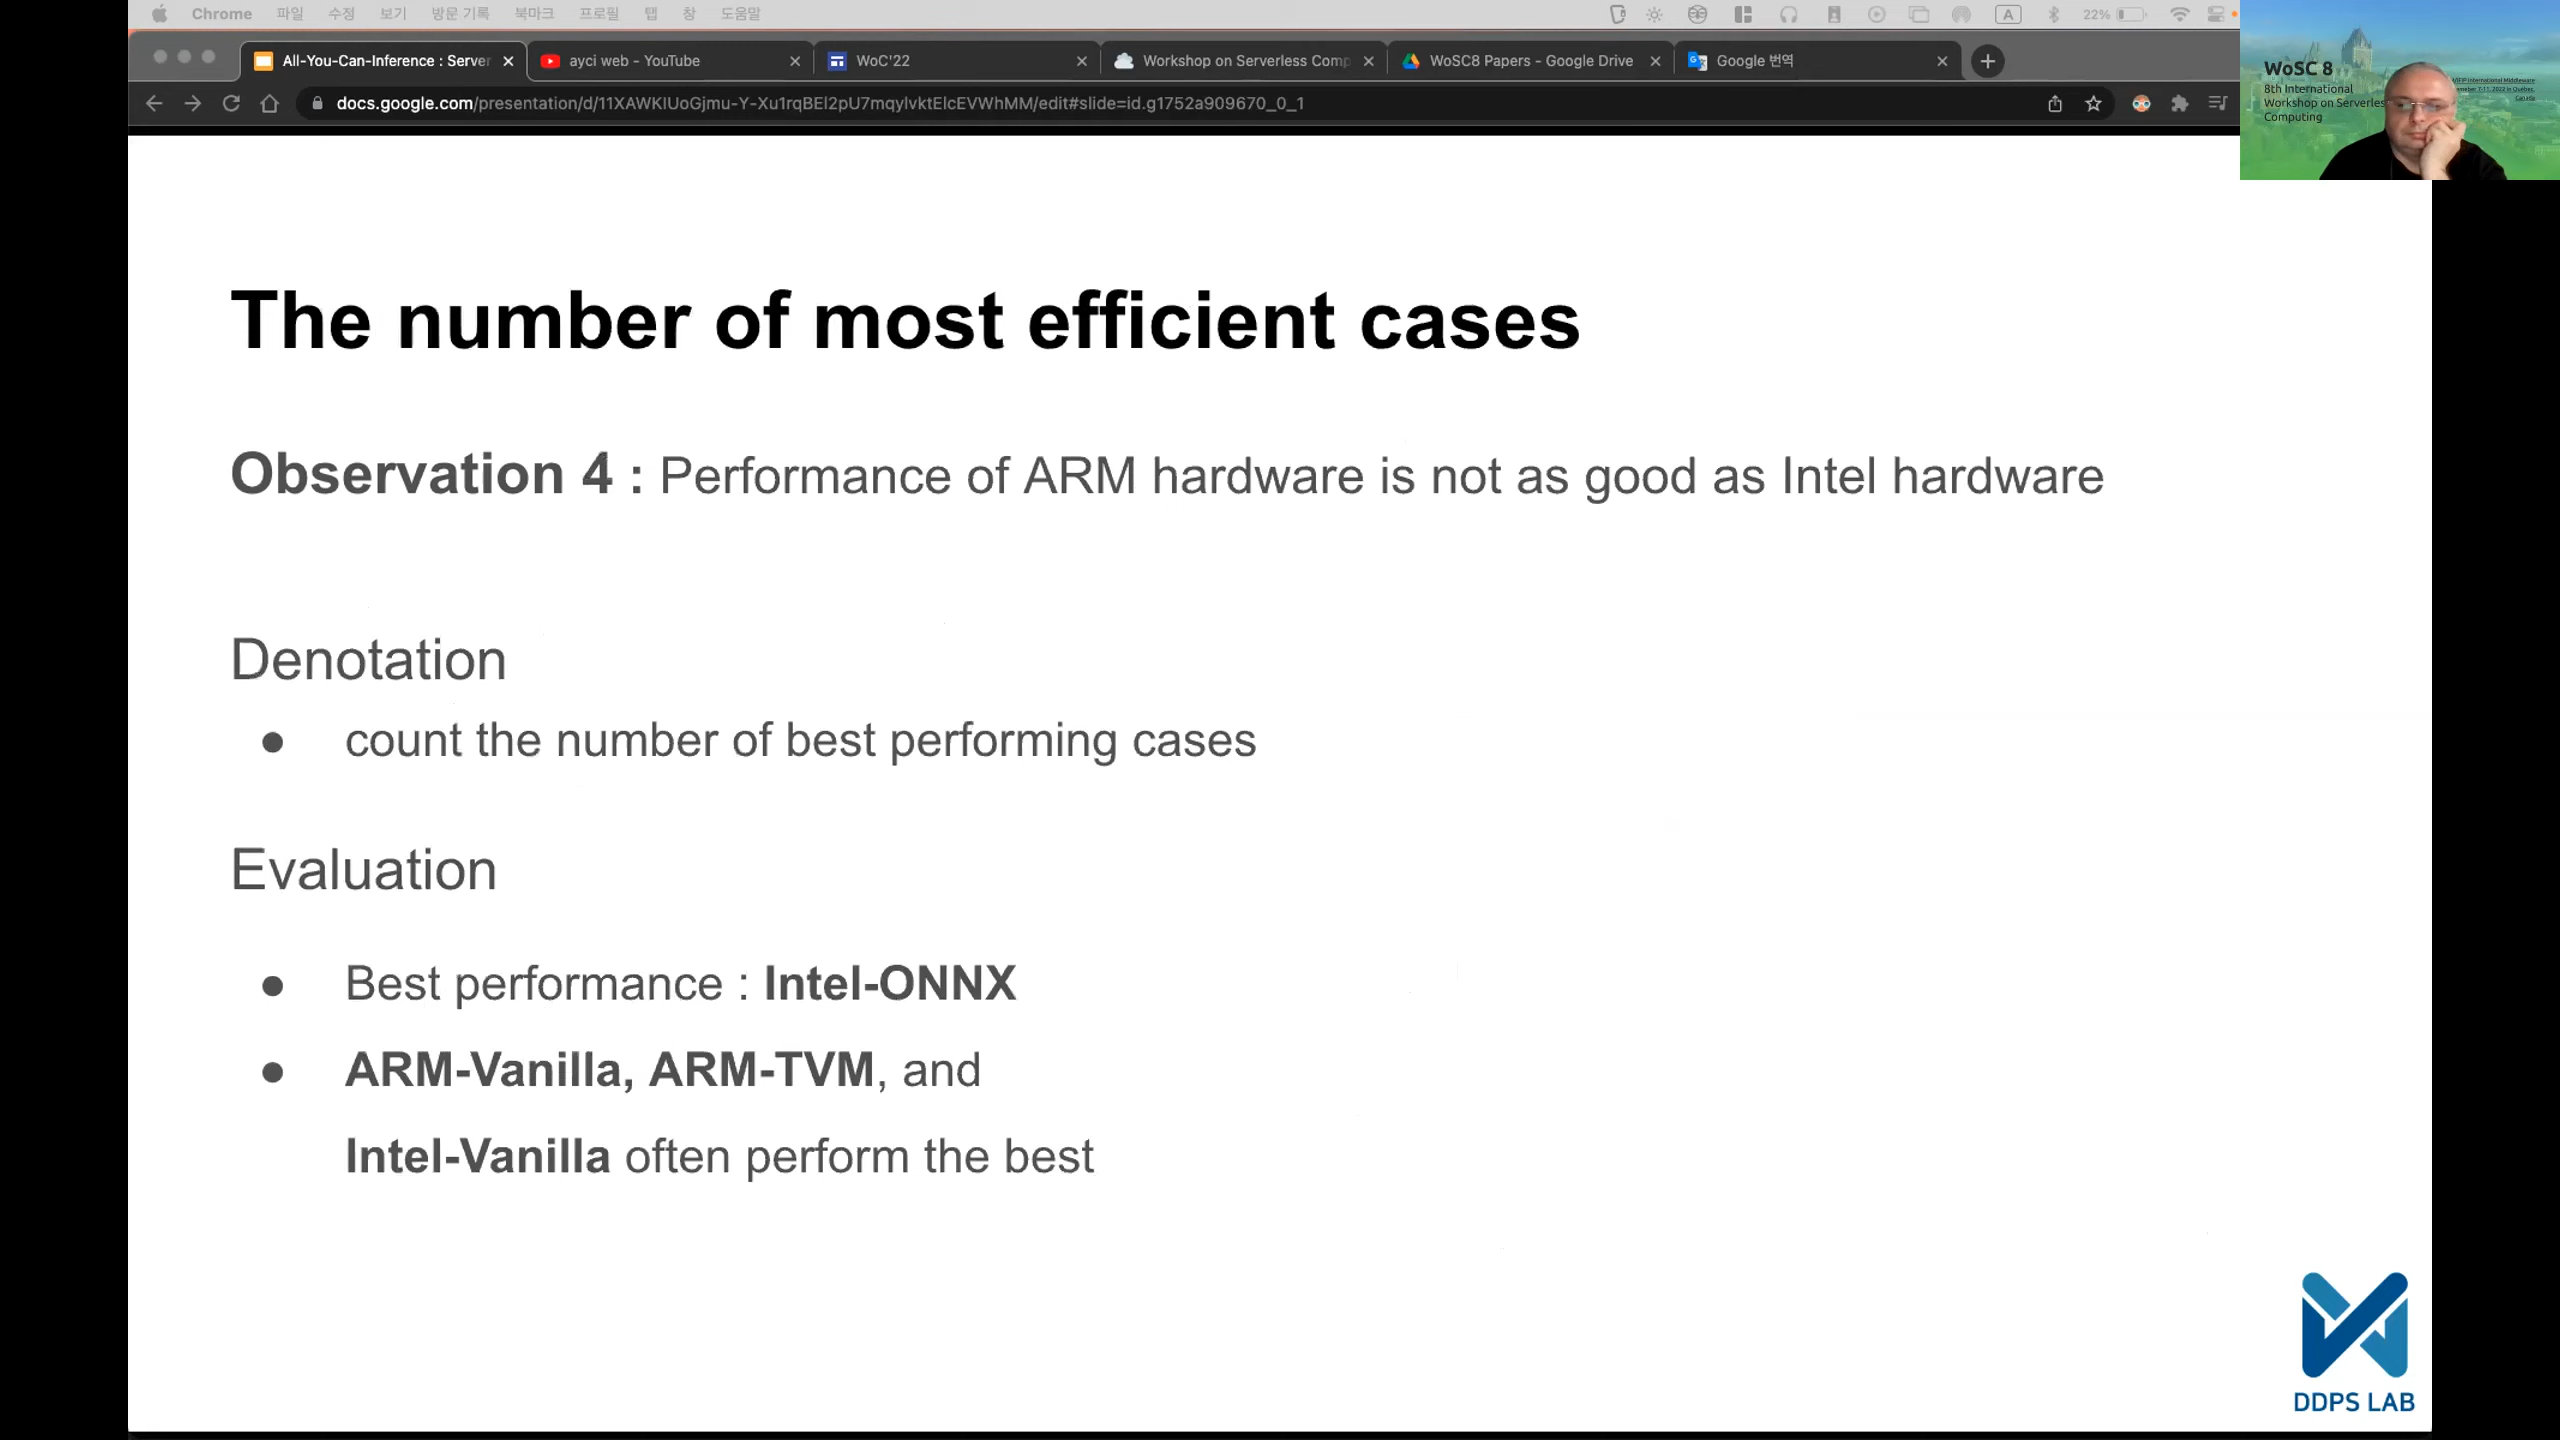 Chrome 파일 수정 보기 방문 기록 북마크 프로필 탭 창 도움말 A 22%
All-You-Can-Inference : Server ayci web - YouTube WoC'22 Workshop on Serverless Comp WoSC8 Papers - Google Drive Google 번역
docs.google.com/presentation/d/11XAWKIUoGjmu-Y-Xu1rqBEl2pU7mqylvktElcEVWhMM/edit#slide=id.g1752a909670_0_1
WoSC 8
8th International
Workshop on Serverles
Computing
The number of most efficient cases
Observation 4 : Performance of ARM hardware is not as good as Intel hardware
Denotation
● count the number of best performing cases
Evaluation
● Best performance : Intel-ONNX
● ARM-Vanilla, ARM-TVM, and
Intel-Vanilla often perform the best
DDPS LAB